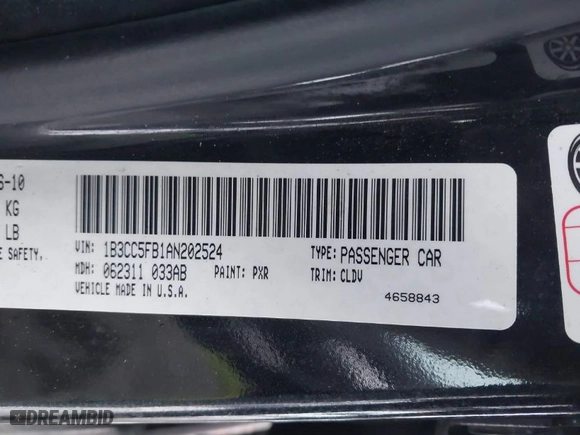 6-10
KG
LB
E SAFETY.
VIN: 1B3CC5FB1AN202524
TYPE: PASSENGER CAR
MDH: 062311 033AB
PAINT: PXR
TRIM: CLDV
VEHICLE MADE IN U.S.A.
4658843
DREAMBID